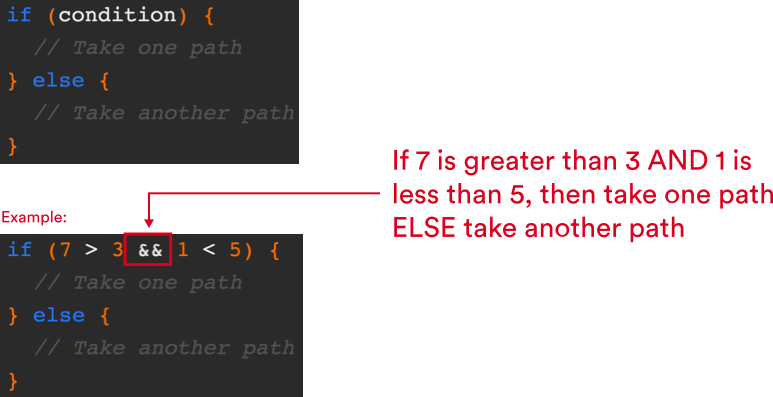 if (condition) {
// Take one path
} else {
// Take another path
}
If 7 is greater than 3 AND 1 is
less than 5, then take one path
ELSE take another path
Example:
if (7 > 3 && 1 < 5) {
// Take one path
} else {
// Take another path
}